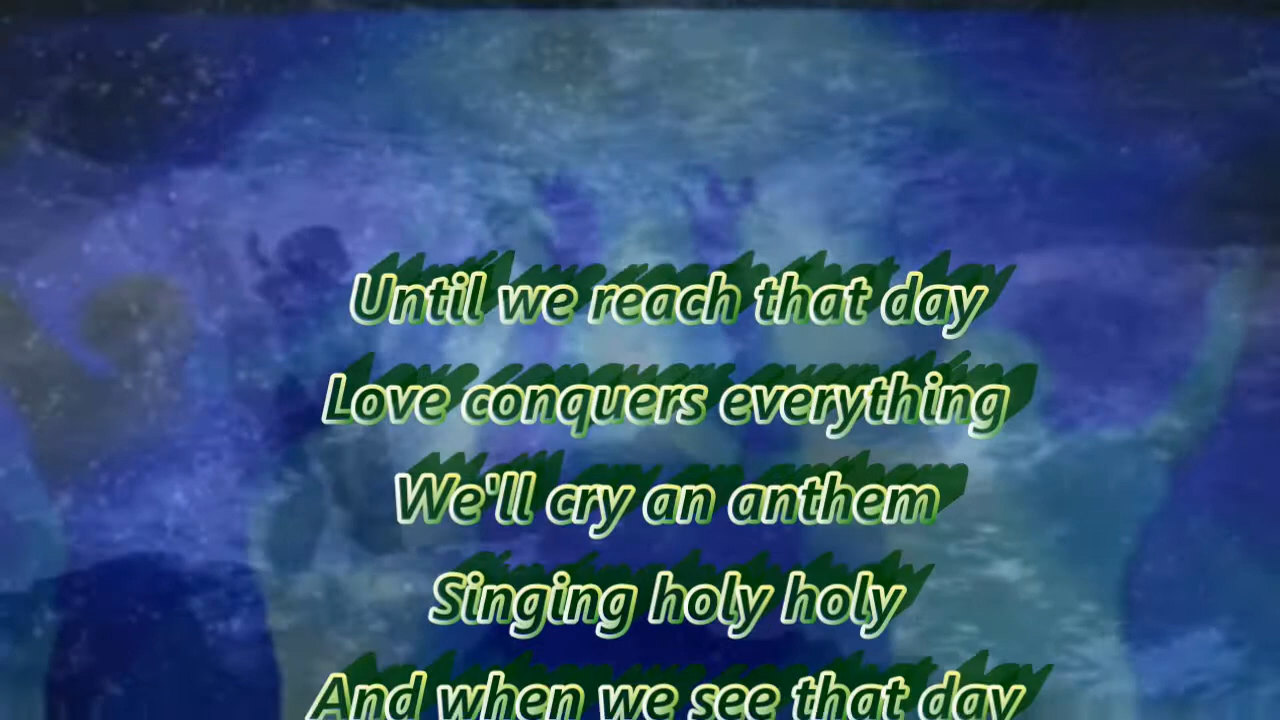 Until we reach that day
Love conquers everything
We'll cry an anthem
Singing holy holy
And when we see that day